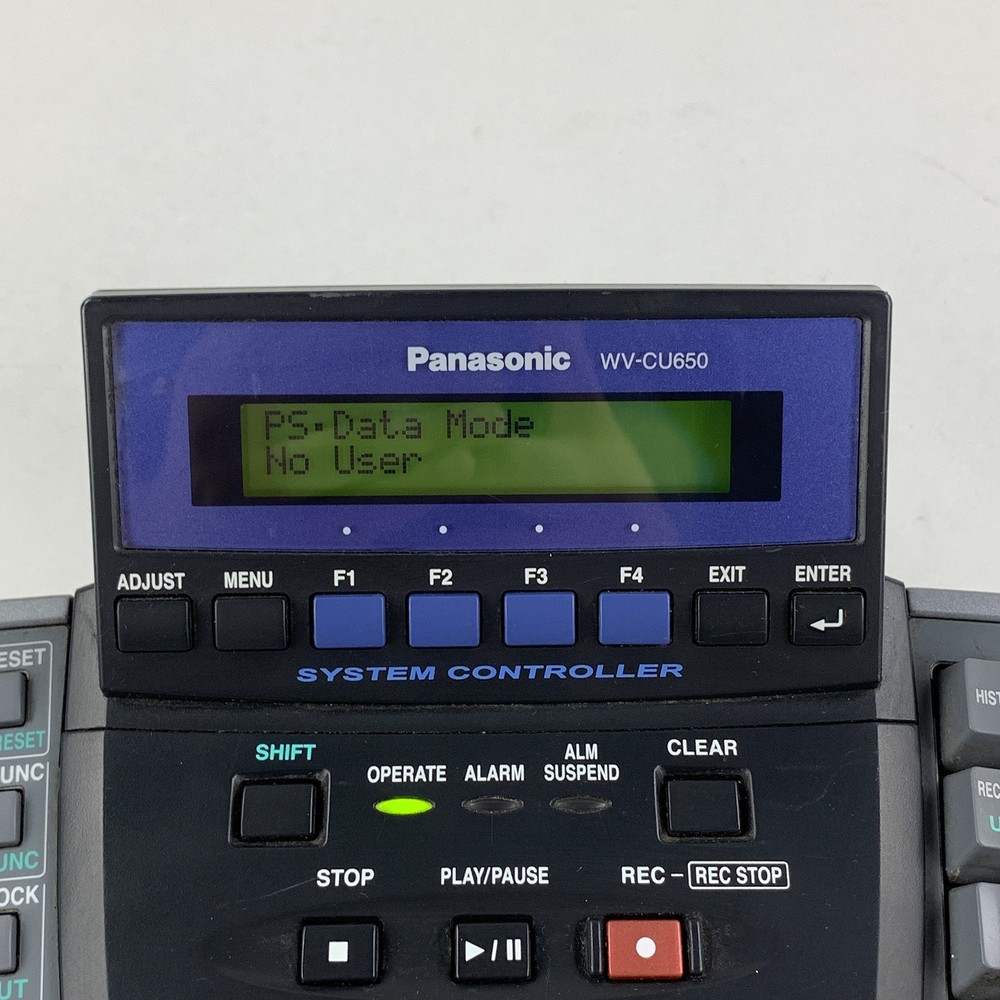 Panasonic WV-CU650
PS·Data Mode
No User
ADJUST MENU F1 F2 F3 F4 EXIT ENTER
SYSTEM CONTROLLER
SHIFT OPERATE ALARM ALM SUSPEND CLEAR
STOP PLAY/PAUSE REC – REC STOP